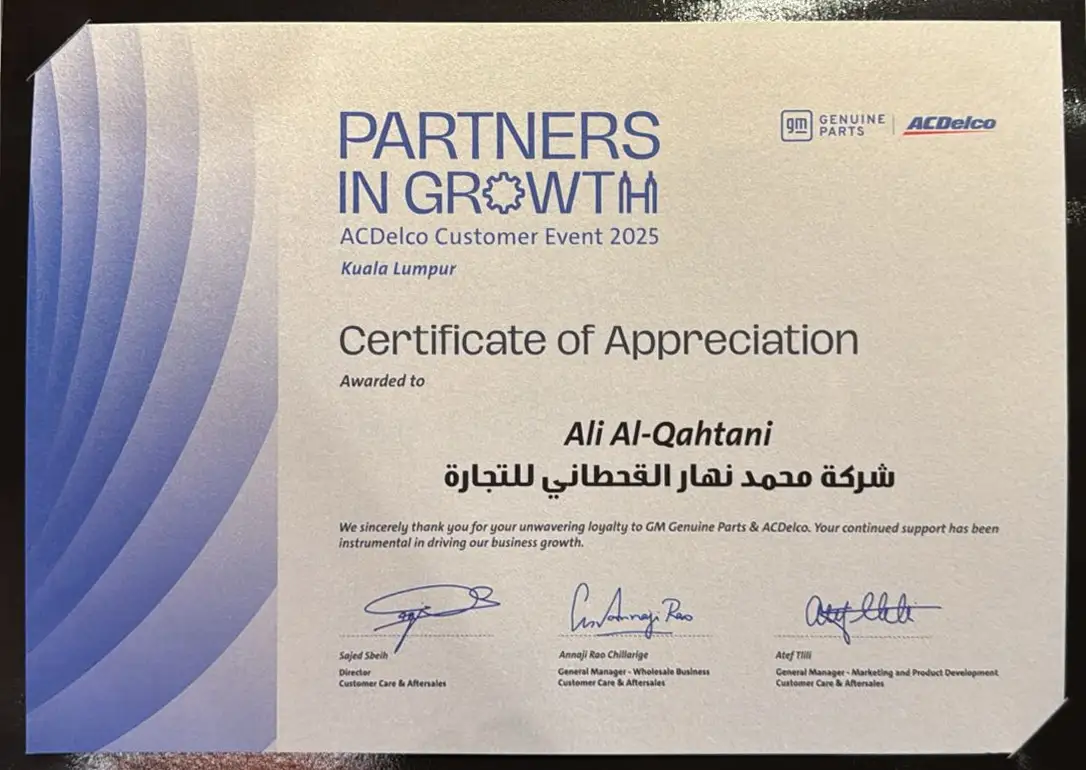 PARTNERS
IN GROWTH
ACDelco Customer Event 2025
Kuala Lumpur
gm GENUINE PARTS | ACDelco
Certificate of Appreciation
Awarded to
Ali Al-Qahtani
شركة محمد نهار القحطاني للتجارة
We sincerely thank you for your unwavering loyalty to GM Genuine Parts & ACDelco. Your continued support has been
instrumental in driving our business growth.
Sajed Sbeih
Director
Customer Care & Aftersales
Annaji Rao Chillarige
General Manager - Wholesale Business
Customer Care & Aftersales
Atef Tlili
General Manager - Marketing and Product Development
Customer Care & Aftersales